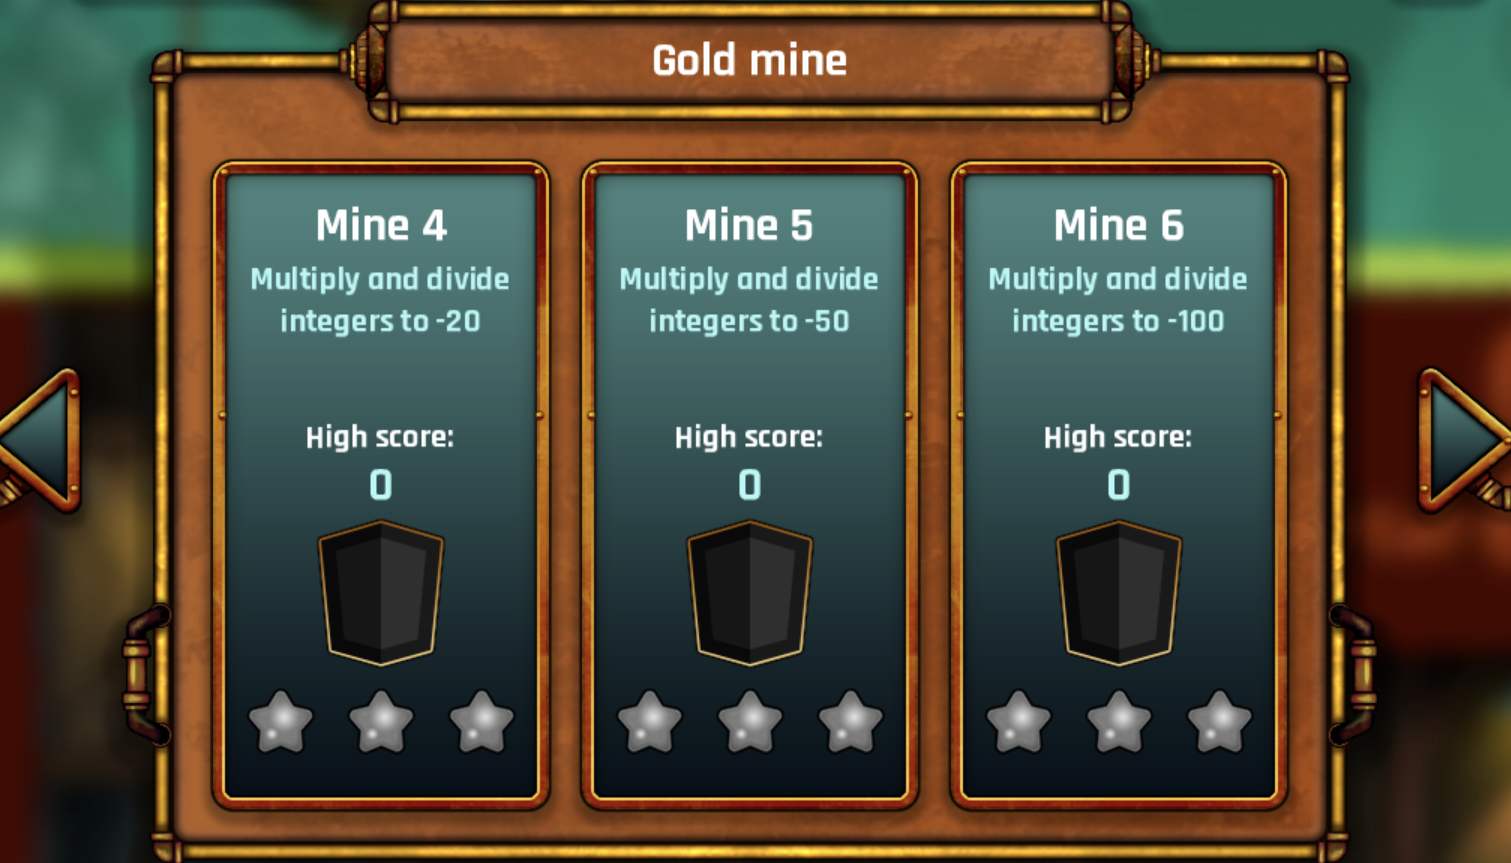 Gold mine
Mine 4
Multiply and divide
integers to -20
High score:
0
Mine 5
Multiply and divide
integers to -50
High score:
0
Mine 6
Multiply and divide
integers to -100
High score:
0